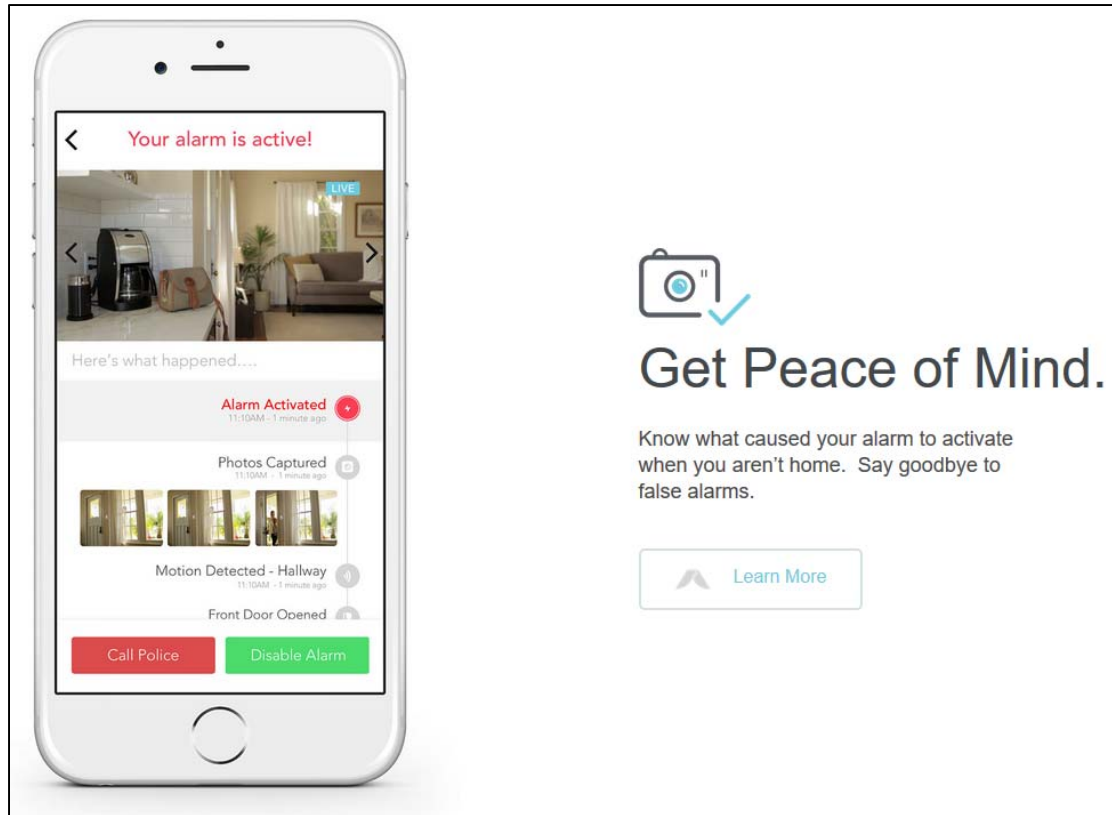 Your alarm is active!
LIVE
Here's what happened....
Alarm Activated
11:10AM - 1 minute ago
Photos Captured
11:10AM - 1 minute ago
Motion Detected - Hallway
11:10AM - 1 minute ago
Front Door Opened
Call Police
Disable Alarm
Get Peace of Mind.
Know what caused your alarm to activate
when you aren't home.  Say goodbye to
false alarms.
Learn More